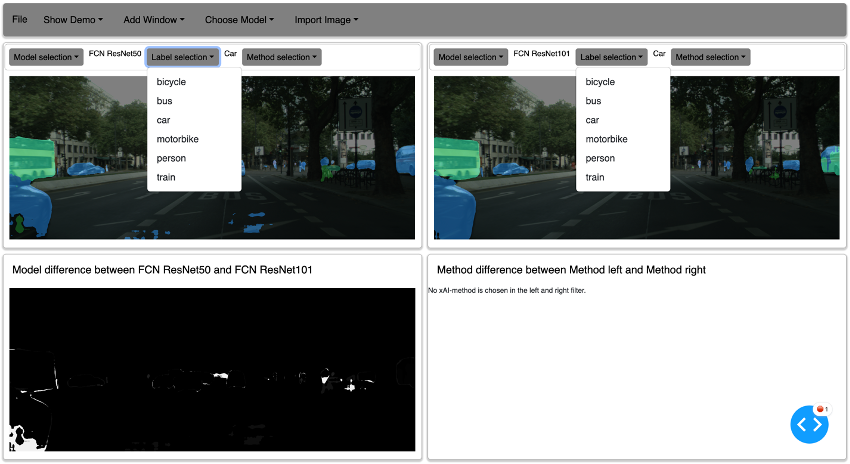 File Show Demo Add Window Choose Model Import Image
Model selection FCN ResNet50 Label selection Car Method selection
bicycle
bus
car
motorbike
person
train
BUS
Model selection FCN ResNet101 Label selection Car Method selection
bicycle
bus
car
motorbike
person
train
BUS
Model difference between FCN ResNet50 and FCN ResNet101
Method difference between Method left and Method right
No xAI-method is chosen in the left and right filter.
1